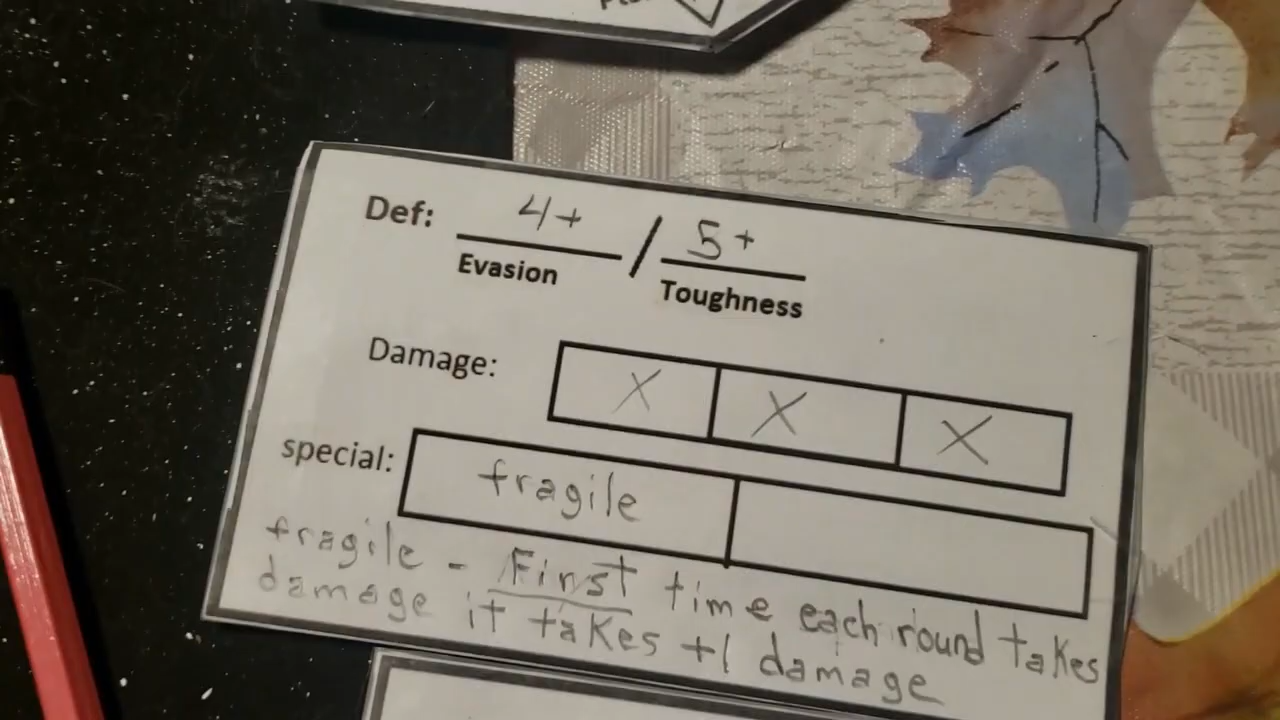 Def: 4+ / 5+
Evasion Toughness
Damage: X X X
special: fragile
fragile - First time each round takes
damage it takes +1 damage